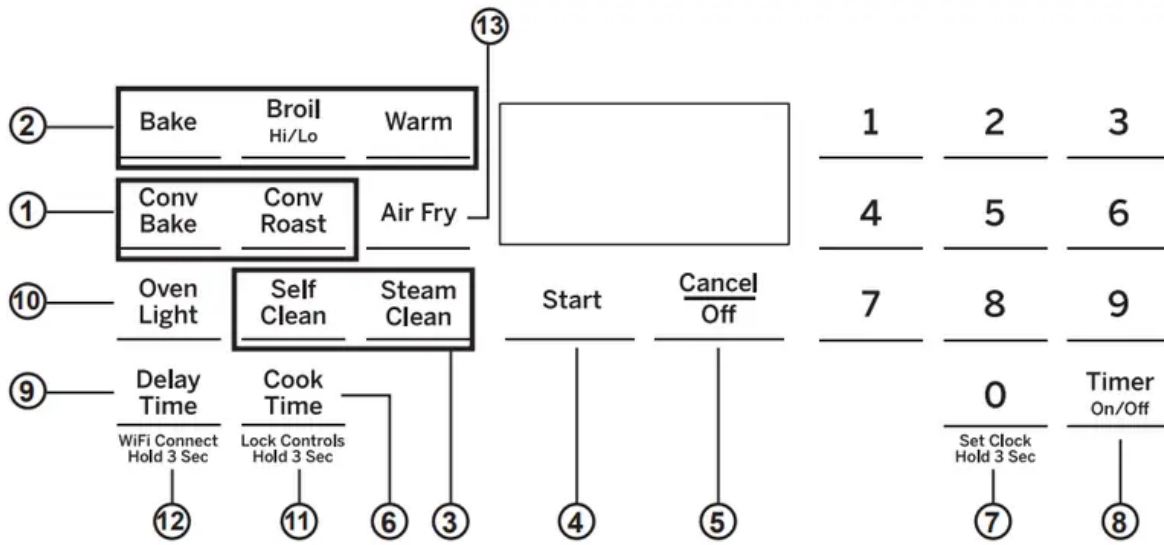 13
2
Bake
Broil
Hi/Lo
Warm
1 2 3
1
Conv
Bake
Conv
Roast
Air Fry
4 5 6
10
Oven
Light
Self
Clean
Steam
Clean
Start
Cancel
Off
7 8 9
9
Delay
Time
Cook
Time
0
Timer
On/Off
WiFi Connect
Hold 3 Sec
Lock Controls
Hold 3 Sec
Set Clock
Hold 3 Sec
12 11 6 3 4 5 7 8